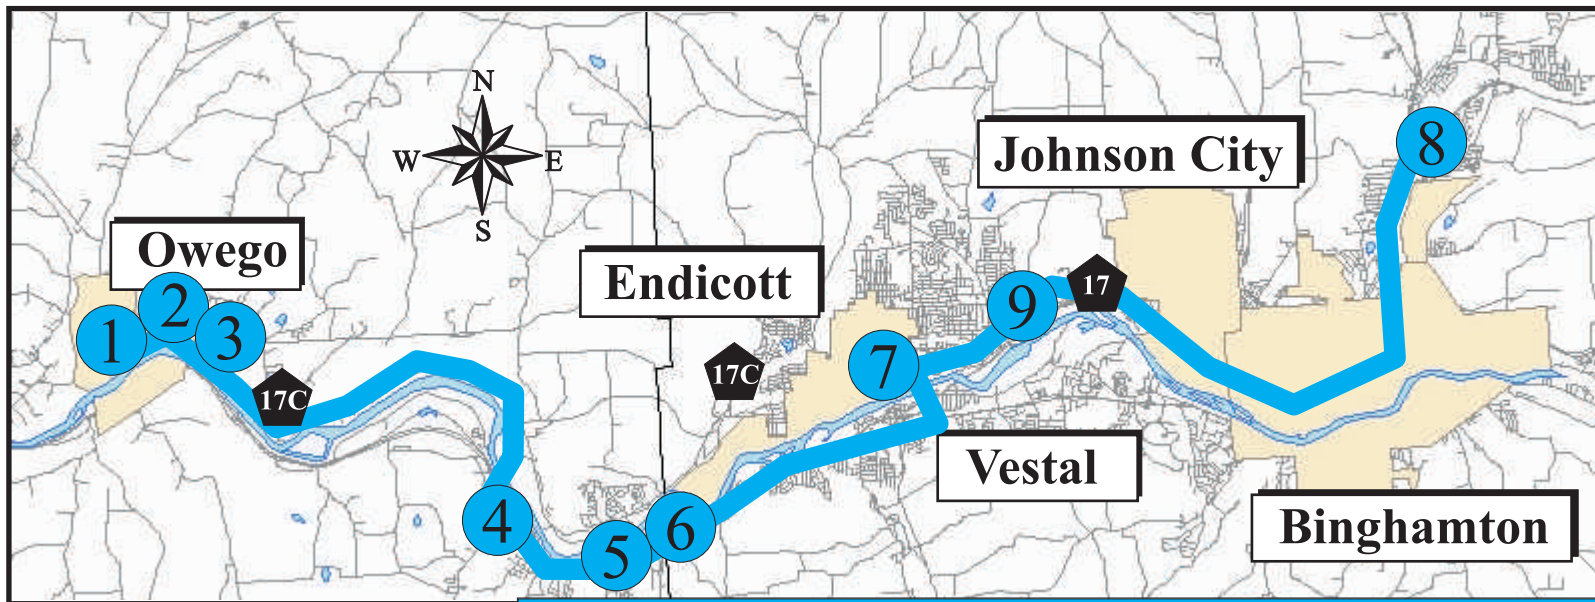 N
W E
S
Johnson City
8
Owego
Endicott
1
2
3
17C
17C
7
9
17
4
5
6
Vestal
Binghamton